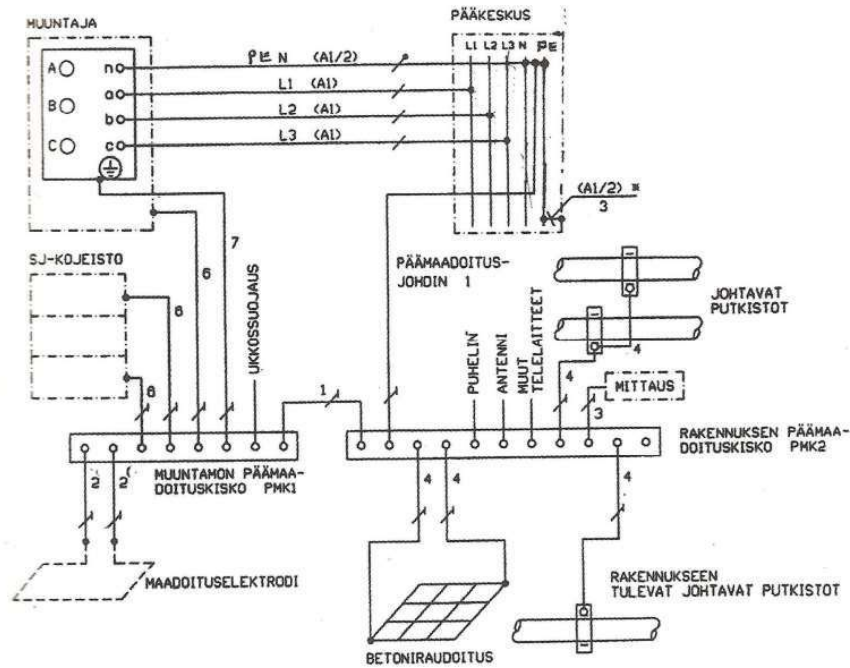 MUUNTAJA
PÄÄKESKUS
L1 L2 L3 N PE
A
n
PE N (A1/2)
a
L1 (A1)
B
b
L2 (A1)
C
c
L3 (A1)
(A1/2) *
3
7
SJ-KOJEISTO
6
6
6
UKKOSSUOJAUS
PÄÄMAADOITUS-
JOHDIN 1
PUHELIN
ANTENNI
MUUT
TELELAITTEET
JOHTAVAT
PUTKISTOT
4
4
MITTAUS
3
1
MUUNTAMON PÄÄMAA-
DOITUSKISKO PMK1
RAKENNUKSEN PÄÄMAA-
DOITUSKISKO PMK2
2
2
4
4
4
MAADOITUSELEKTRODI
BETONIRAUDOITUS
RAKENNUKSEEN
TULEVAT JOHTAVAT PUTKISTOT